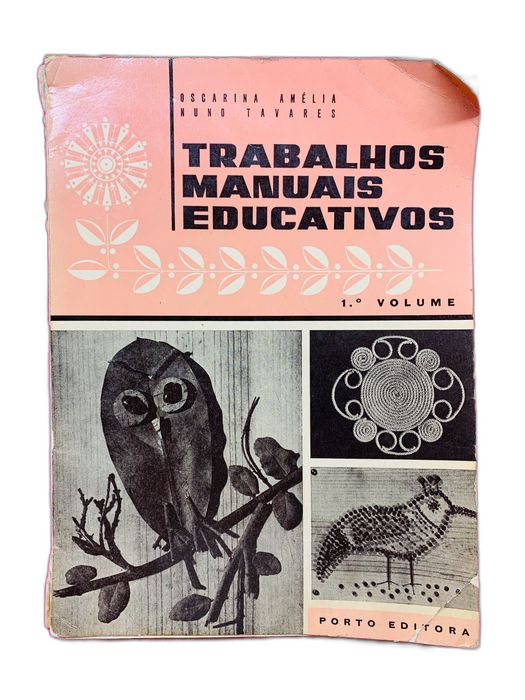 OSCARINA AMÉLIA
NUNO TAVARES
TRABALHOS
MANUAIS
EDUCATIVOS
1.º VOLUME
PORTO EDITORA